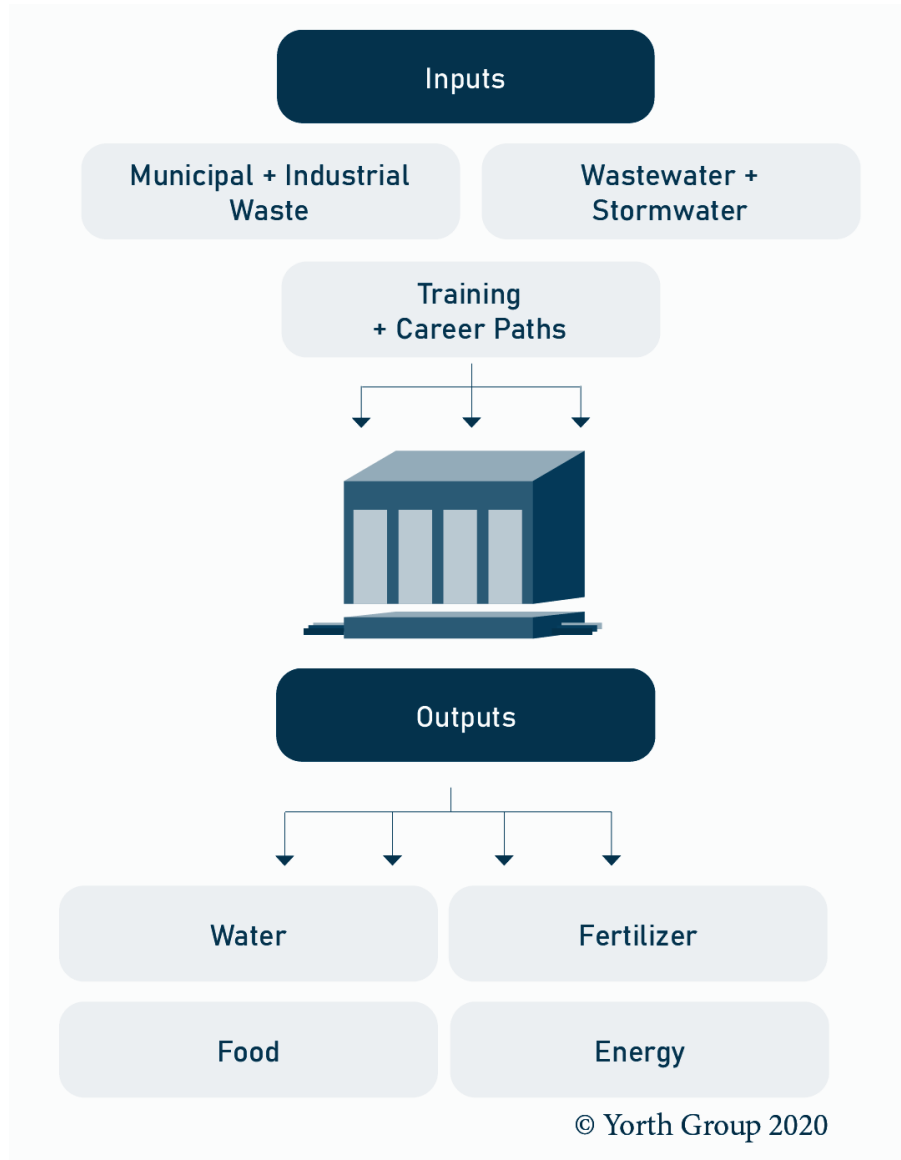 Inputs
Municipal + Industrial
Waste
Wastewater +
Stormwater
Training
+ Career Paths
Outputs
Water
Fertilizer
Food
Energy
© Yorth Group 2020